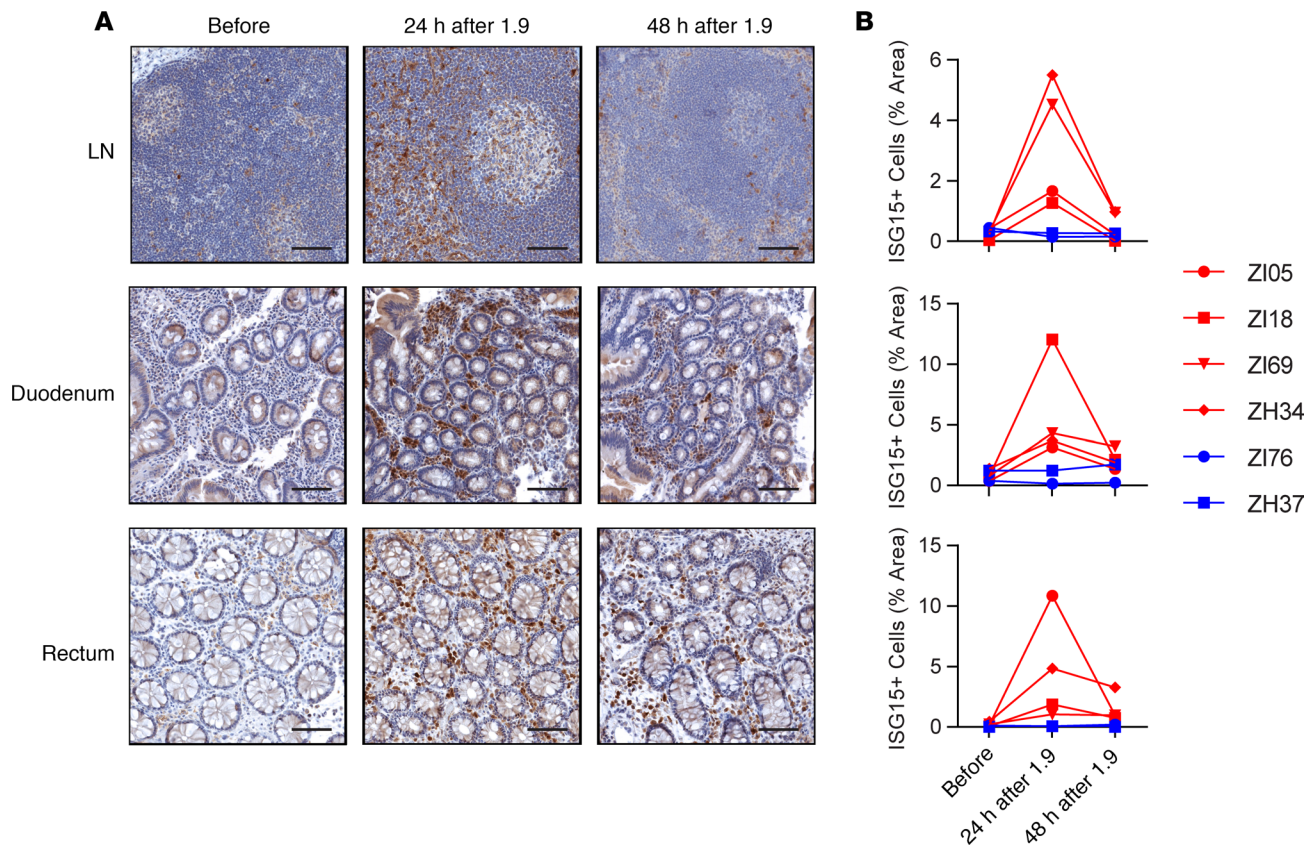 A
Before
24 h after 1.9
48 h after 1.9
LN
Duodenum
Rectum
B
ISG15+ Cells (% Area)
6
4
2
0
ISG15+ Cells (% Area)
15
10
5
0
ISG15+ Cells (% Area)
15
10
5
0
Before
24 h after 1.9
48 h after 1.9
ZI05
ZI18
ZI69
ZH34
ZI76
ZH37